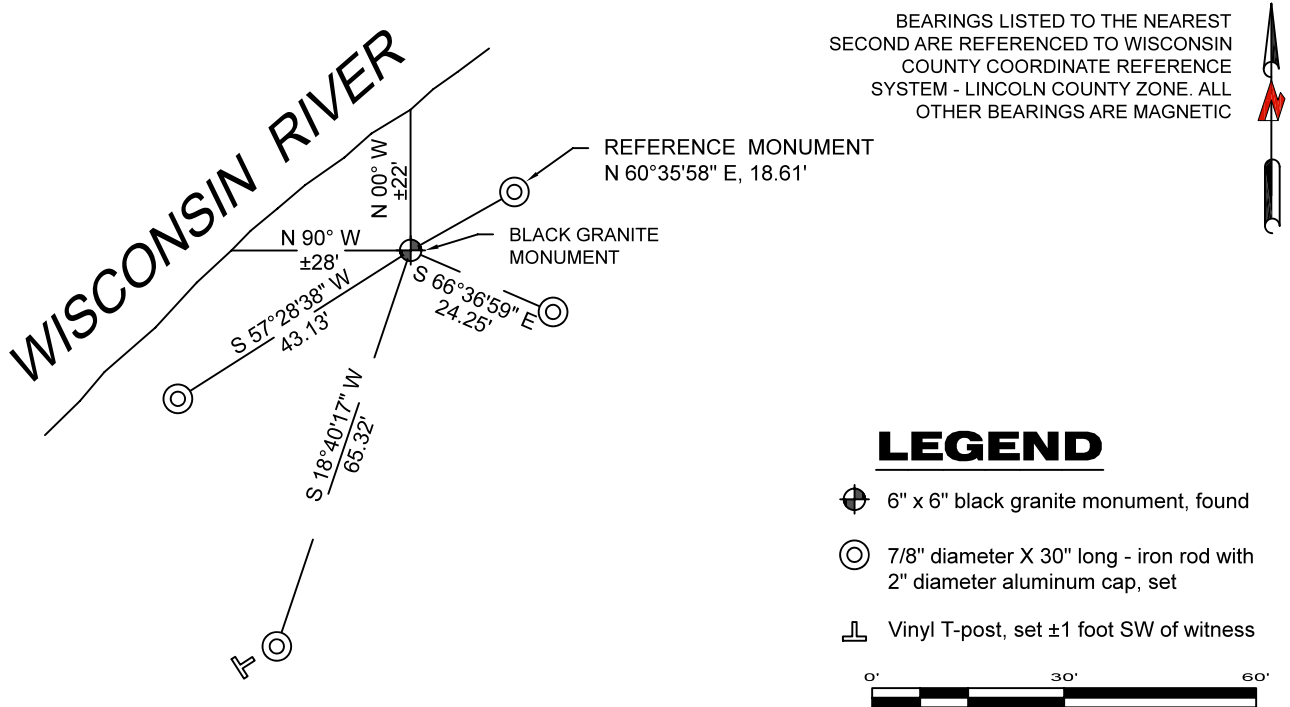 BEARINGS LISTED TO THE NEAREST
SECOND ARE REFERENCED TO WISCONSIN
COUNTY COORDINATE REFERENCE
SYSTEM - LINCOLN COUNTY ZONE. ALL
OTHER BEARINGS ARE MAGNETIC
N
WISCONSIN RIVER
REFERENCE MONUMENT
N 60°35'58" E, 18.61'
N 00° W
±22'
N 90° W
±28'
BLACK GRANITE
MONUMENT
S 66°36'59" E
24.25'
S 57°28'38" W
43.13'
S 18°40'17" W
65.32'
LEGEND
6" x 6" black granite monument, found
7/8" diameter X 30" long - iron rod with
2" diameter aluminum cap, set
Vinyl T-post, set ±1 foot SW of witness
0' 30' 60'